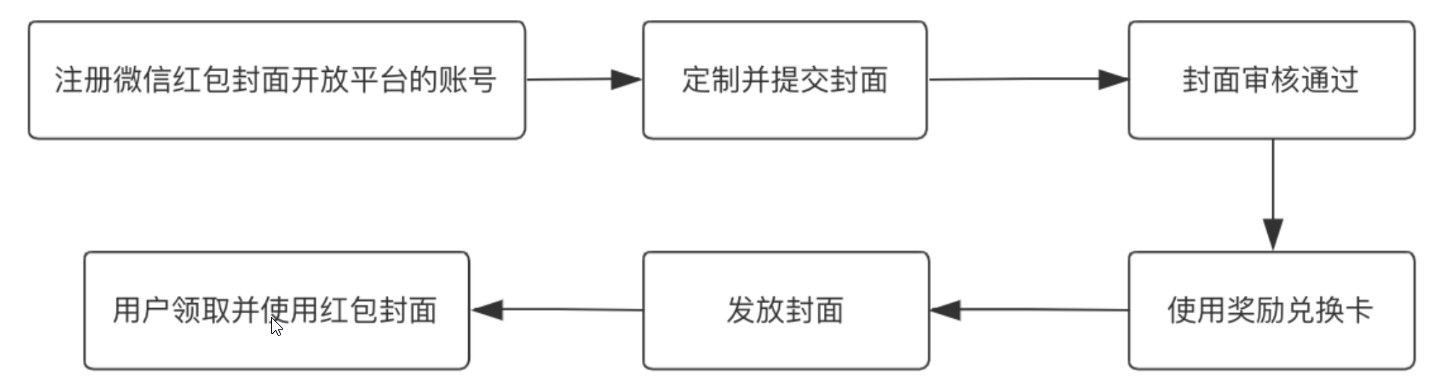 注册微信红包封面开放平台的账号
定制并提交封面
封面审核通过
使用奖励兑换卡
发放封面
用户领取并使用红包封面